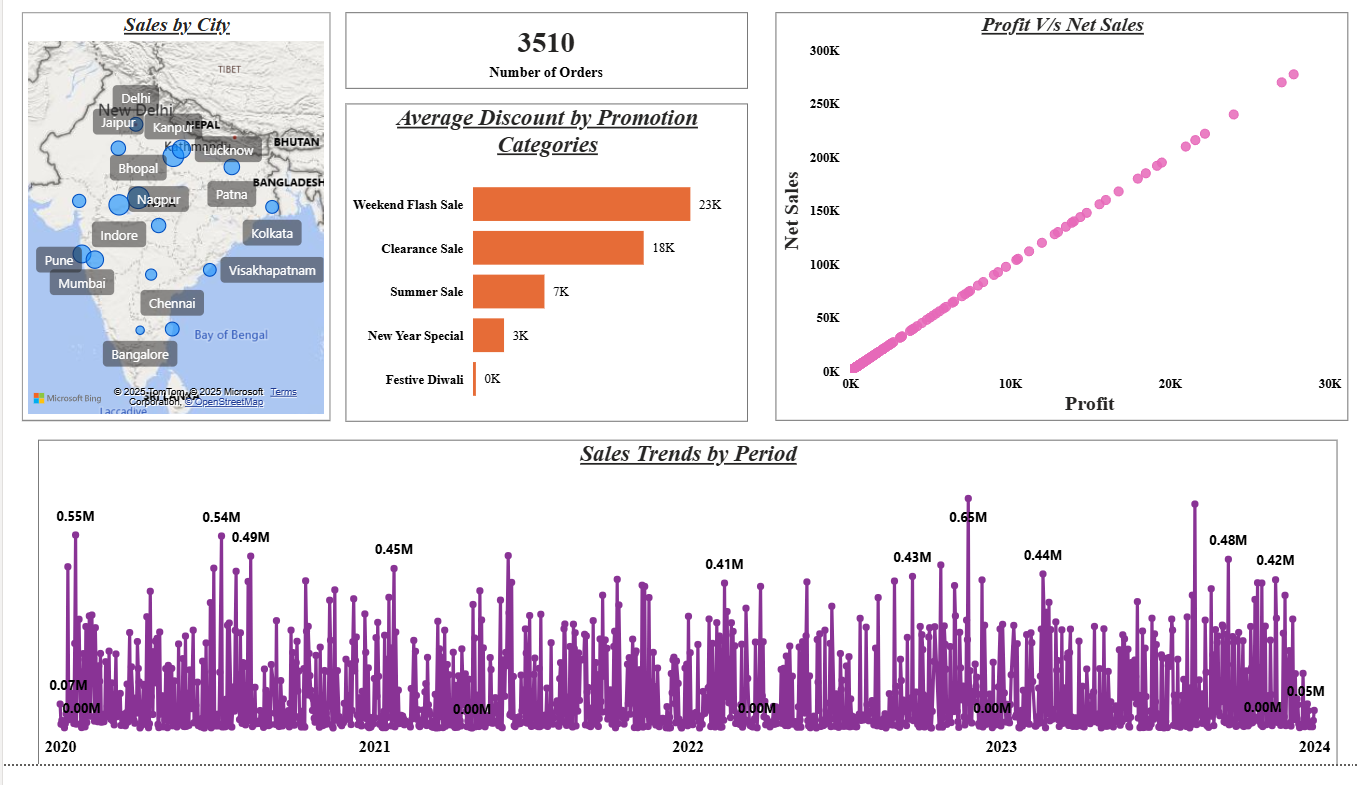 Sales by City
TIBET
Delhi
New Delhi
Jaipur
Kanpur
NEPAL
Kathmandu
Lucknow
BHUTAN
Bhopal
BANGLADESH
Nagpur
Patna
Indore
Kolkata
Pune
Visakhapatnam
Mumbai
Chennai
Bay of Bengal
Bangalore
Microsoft Bing
© 2025 TomTom, © 2025 Microsoft Terms
Corporation, © OpenStreetMap
SRI LANKA
Laccadive
3510
Number of Orders
Average Discount by Promotion
Categories
Weekend Flash Sale 23K
Clearance Sale 18K
Summer Sale 7K
New Year Special 3K
Festive Diwali 0K
Profit V/s Net Sales
300K
250K
200K
150K
100K
50K
0K
Net Sales
0K 10K 20K 30K
Profit
Sales Trends by Period
0.55M 0.54M 0.49M 0.45M 0.41M 0.43M 0.65M 0.44M 0.48M 0.42M
0.07M 0.00M 0.00M 0.00M 0.00M 0.00M 0.05M
2020 2021 2022 2023 2024